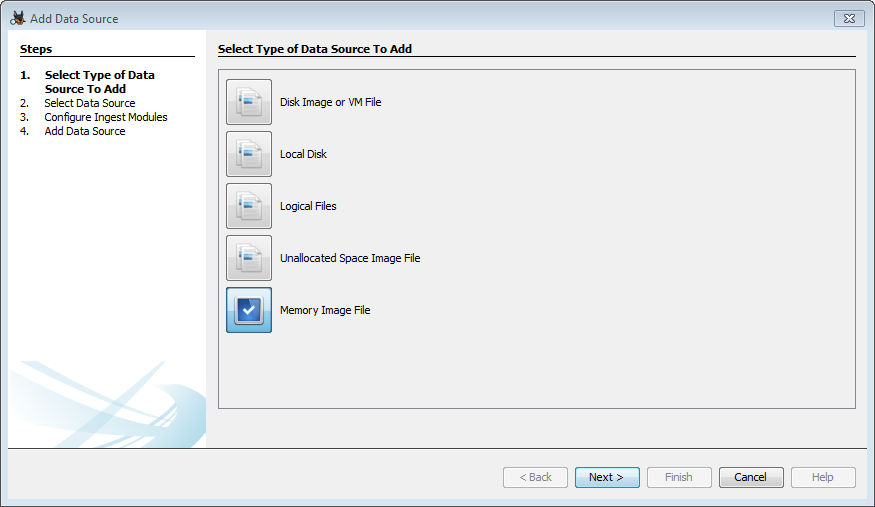 Add Data Source
Steps
1. Select Type of Data
Source To Add
2. Select Data Source
3. Configure Ingest Modules
4. Add Data Source
Select Type of Data Source To Add
Disk Image or VM File
Local Disk
Logical Files
Unallocated Space Image File
Memory Image File
< Back Next > Finish Cancel Help